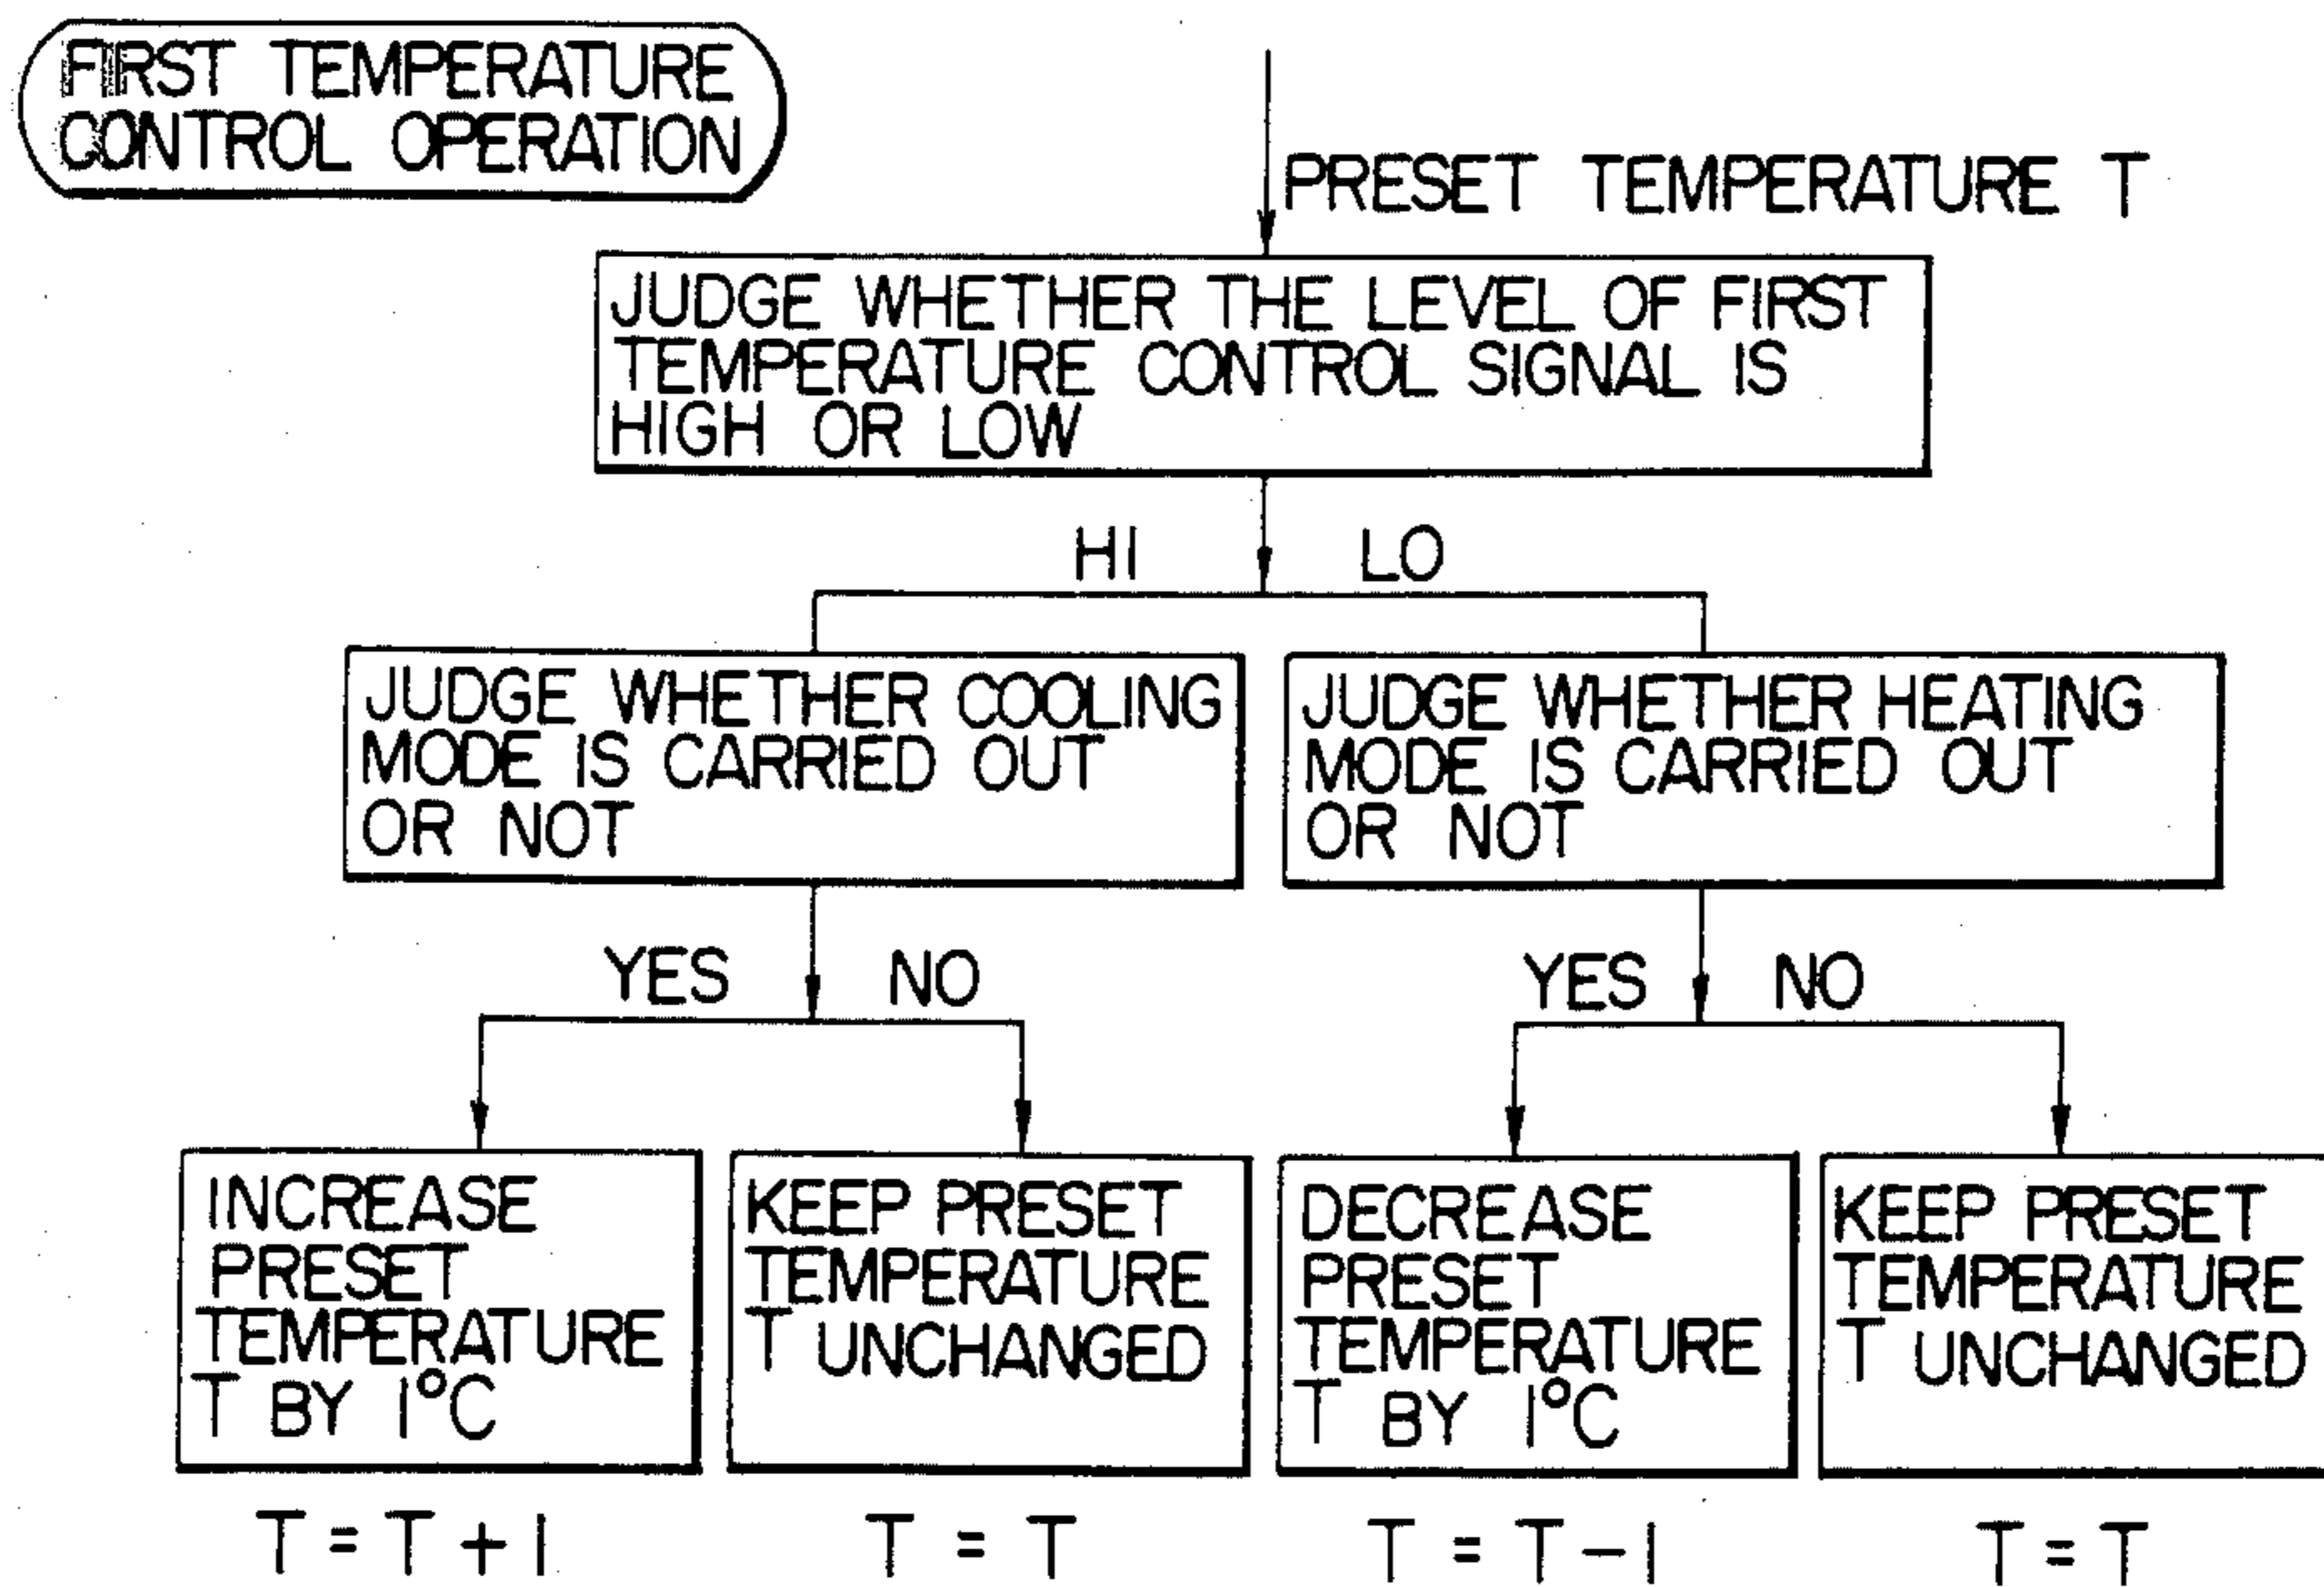 FIRST TEMPERATURE
CONTROL OPERATION
PRESET TEMPERATURE T
JUDGE WHETHER THE LEVEL OF FIRST
TEMPERATURE CONTROL SIGNAL IS
HIGH OR LOW
HI LO
JUDGE WHETHER COOLING
MODE IS CARRIED OUT
OR NOT
JUDGE WHETHER HEATING
MODE IS CARRIED OUT
OR NOT
YES NO
YES NO
INCREASE
PRESET
TEMPERATURE
T BY 1°C
KEEP PRESET
TEMPERATURE
T UNCHANGED
DECREASE
PRESET
TEMPERATURE
T BY 1°C
KEEP PRESET
TEMPERATURE
T UNCHANGED
T = T + 1
T = T
T = T - 1
T = T